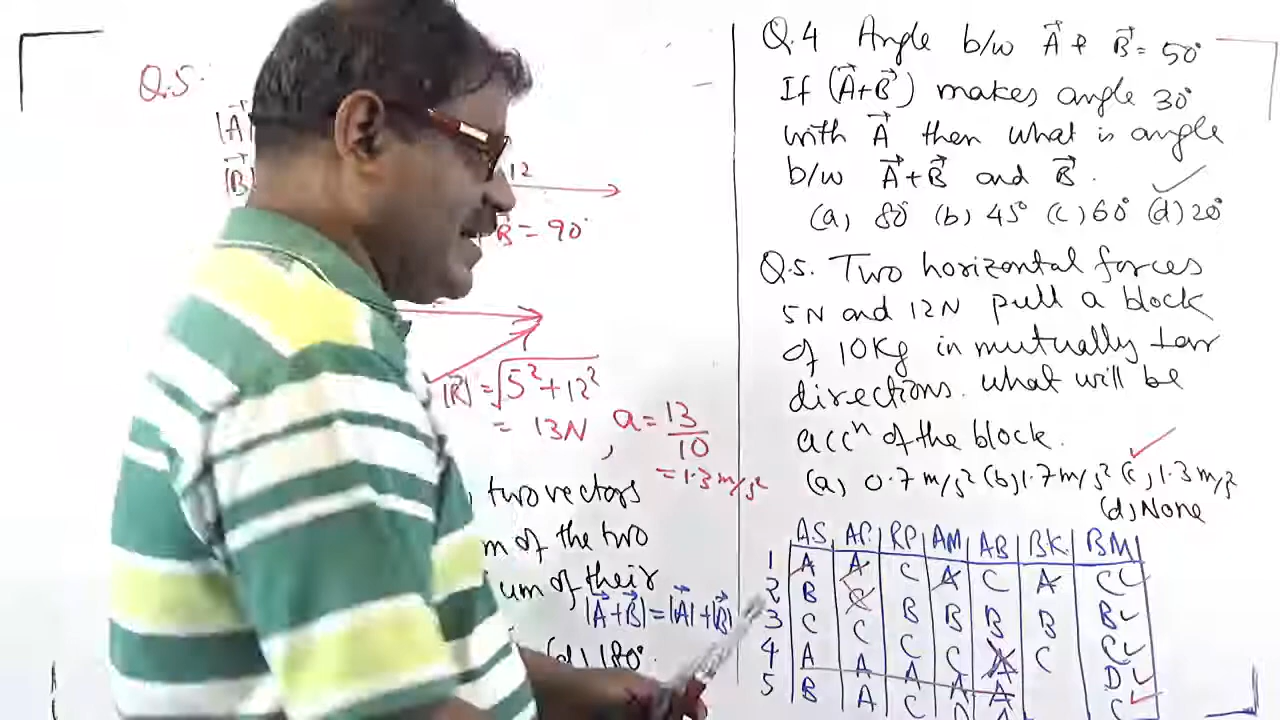 Q.5.
|A⃗|
|B⃗|
12
B⃗ = 90°
|R⃗| = √5²+12²
= 13N, a = 13/10
= 1.3 m/s²
two vectors
m of the two
um of their
|A⃗+B⃗| = |A⃗|+|B⃗|
(d) 180°
Q.4 Angle b/w A⃗ & B⃗ = 50°
If (A⃗+B⃗) makes angle 30°
with A⃗ then what is angle
b/w A⃗+B⃗ and B⃗.
(a) 80° (b) 45° (c) 60° (d) 20°
Q.5. Two horizontal forces
5N and 12N pull a block
of 10Kg in mutually
directions. what will be
accⁿ of the block.
(a) 0.7 m/s² (b) 1.7 m/s² (c) 1.3 m/s²
(d) None
AS AP RP AM AB BK BM
1 A A C A C A C
2 B B B B B B
3 C C C C C C
4 A A A A A D
5 B A C D A C